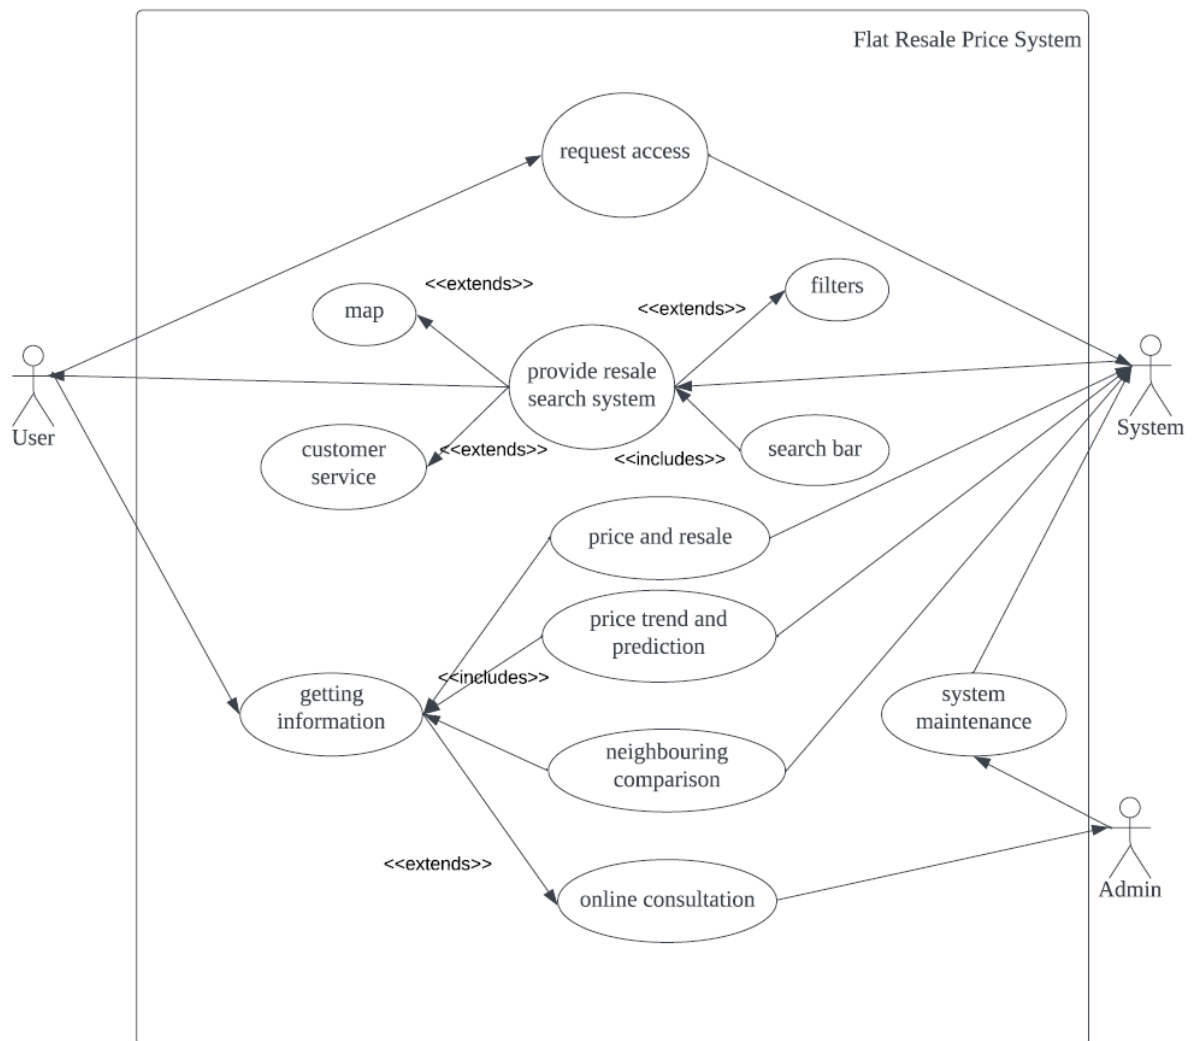 Flat Resale Price System
request access
<<extends>>
filters
map
<<extends>>
provide resale
search system
User
System
customer
service
<<extends>>
<<includes>>
search bar
price and resale
price trend and
prediction
<<includes>>
getting
information
system
maintenance
neighbouring
comparison
<<extends>>
online consultation
Admin